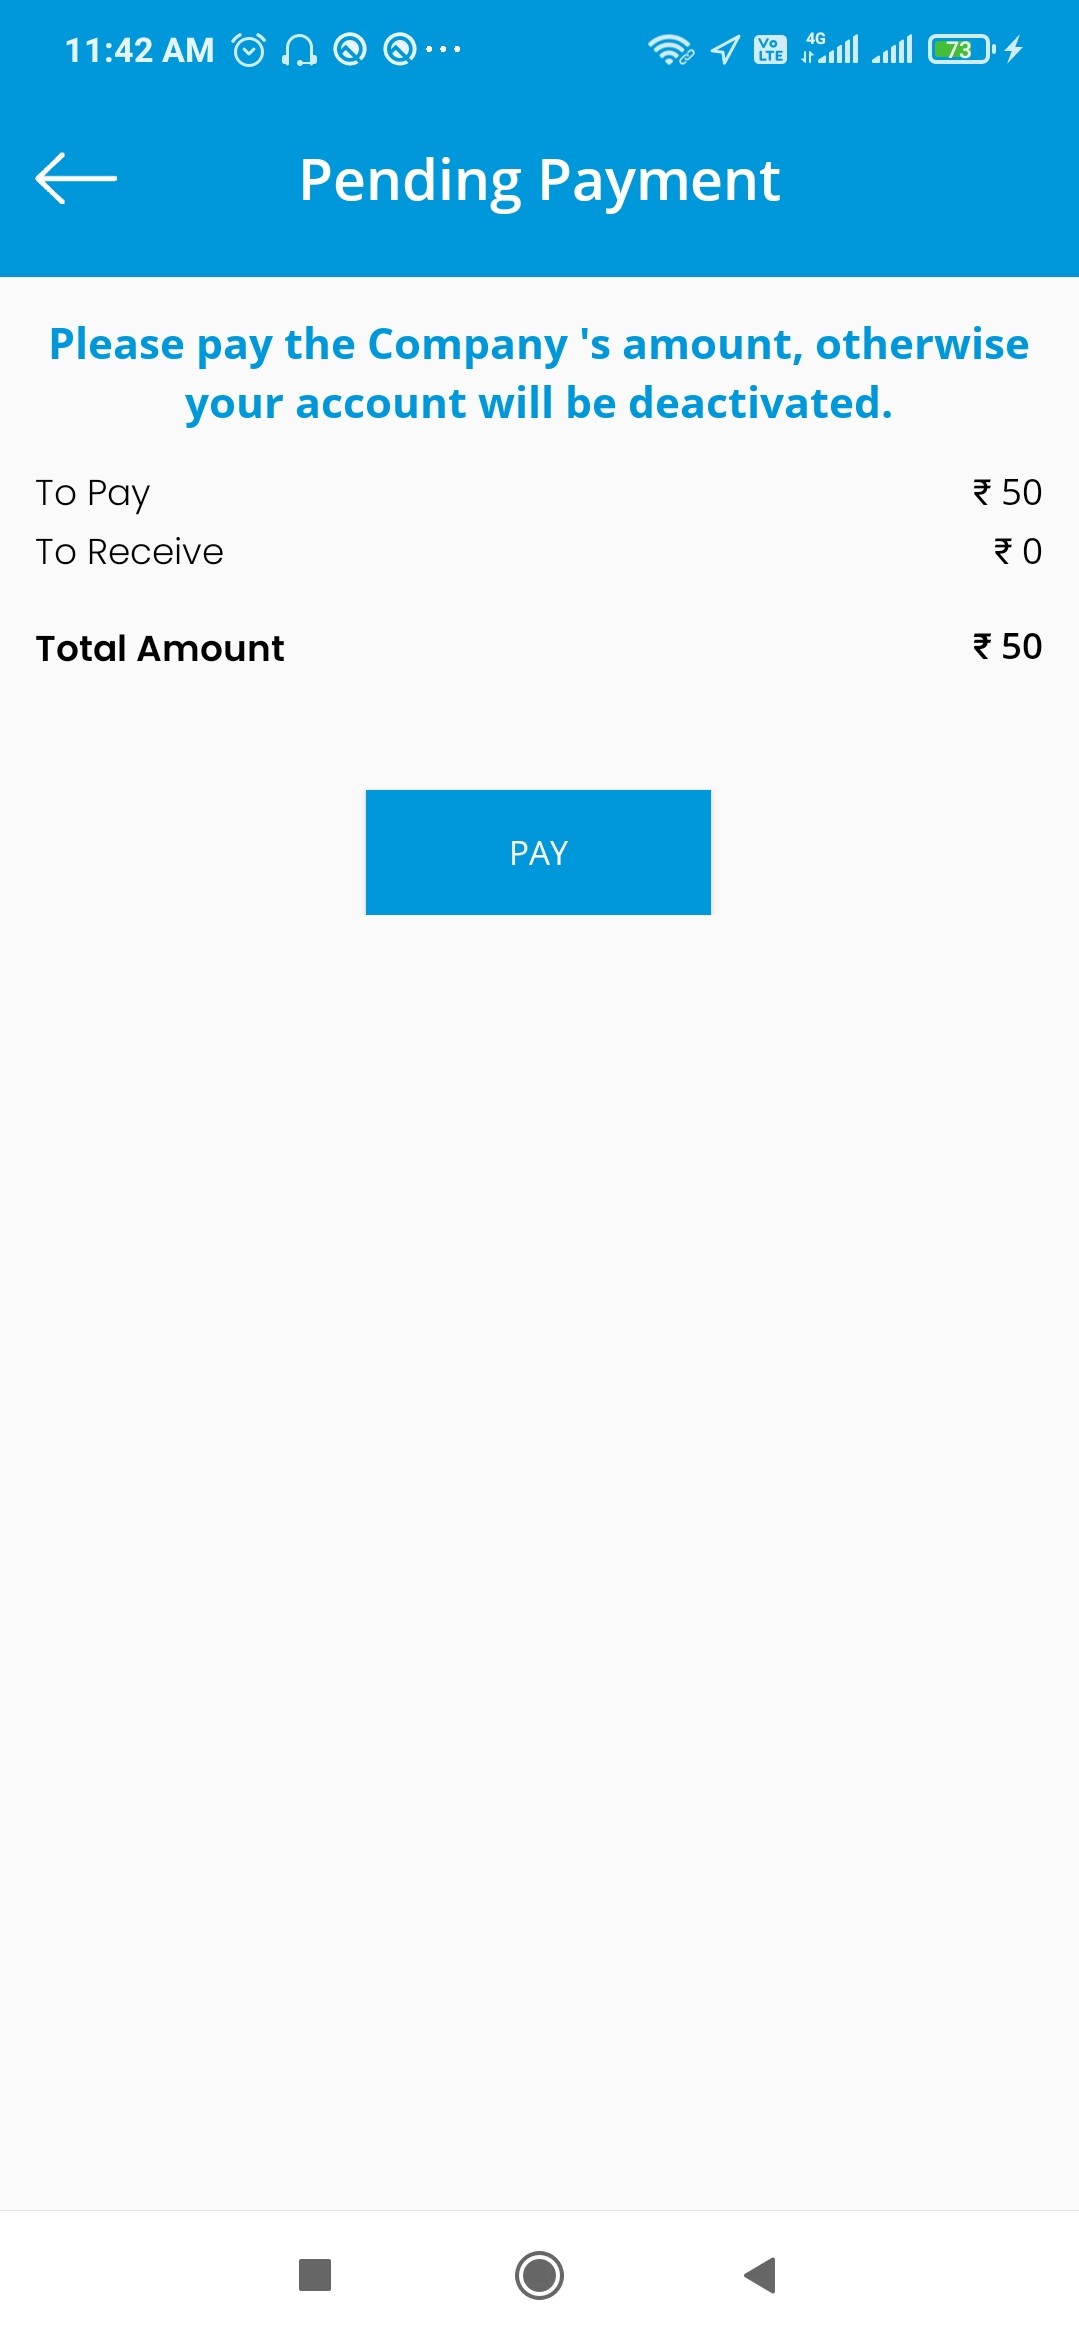 11:42 AM
Vo LTE
4G
73
Pending Payment
Please pay the Company 's amount, otherwise
your account will be deactivated.
To Pay ₹ 50
To Receive ₹ 0
Total Amount ₹ 50
PAY